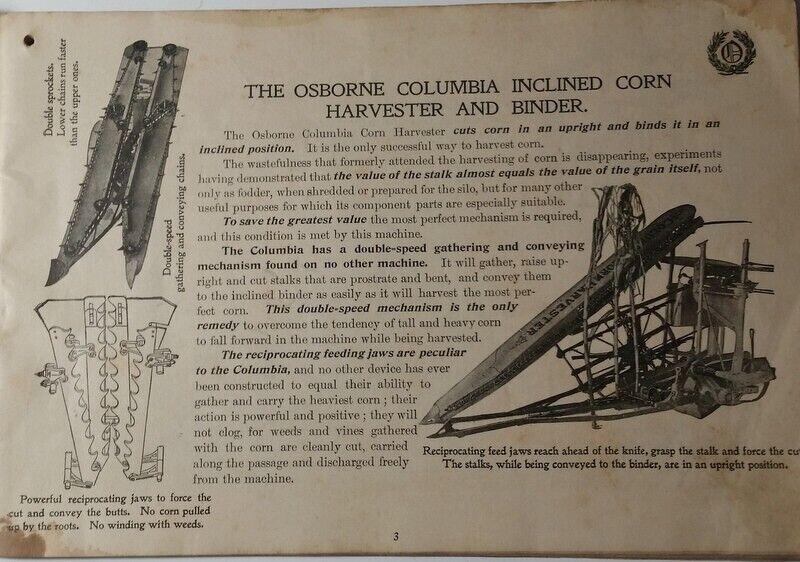 Double sprockets.
Lower chains run faster
than the upper ones.
Double-speed
gathering and conveying chains.
O
THE OSBORNE COLUMBIA INCLINED CORN
HARVESTER AND BINDER.
The Osborne Columbia Corn Harvester cuts corn in an upright and binds it in an
inclined position. It is the only successful way to harvest corn.
The wastefulness that formerly attended the harvesting of corn is disappearing, experiments
having demonstrated that the value of the stalk almost equals the value of the grain itself, not
only as fodder, when shredded or prepared for the silo, but for many other
useful purposes for which its component parts are especially suitable.
To save the greatest value the most perfect mechanism is required,
and this condition is met by this machine.
The Columbia has a double-speed gathering and conveying
mechanism found on no other machine. It will gather, raise up-
right and cut stalks that are prostrate and bent, and convey them
to the inclined binder as easily as it will harvest the most per-
fect corn. This double-speed mechanism is the only
remedy to overcome the tendency of tall and heavy corn
to fall forward in the machine while being harvested.
The reciprocating feeding jaws are peculiar
to the Columbia, and no other device has ever
been constructed to equal their ability to
gather and carry the heaviest corn ; their
action is powerful and positive ; they will
not clog, for weeds and vines gathered
with the corn are cleanly cut, carried
along the passage and discharged freely
from the machine.
HARVESTER
Reciprocating feed jaws reach ahead of the knife, grasp the stalk and force the cu
The stalks, while being conveyed to the binder, are in an upright position.
Powerful reciprocating jaws to force the
cut and convey the butts. No corn pulled
up by the roots. No winding with weeds.
3